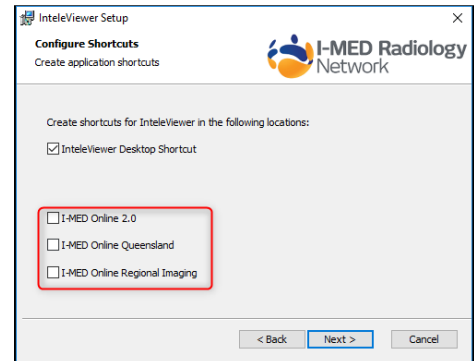 InteleViewer Setup
Configure Shortcuts
Create application shortcuts
I-MED Radiology
Network
Create shortcuts for InteleViewer in the following locations:
InteleViewer Desktop Shortcut
I-MED Online 2.0
I-MED Online Queensland
I-MED Online Regional Imaging
< Back Next > Cancel